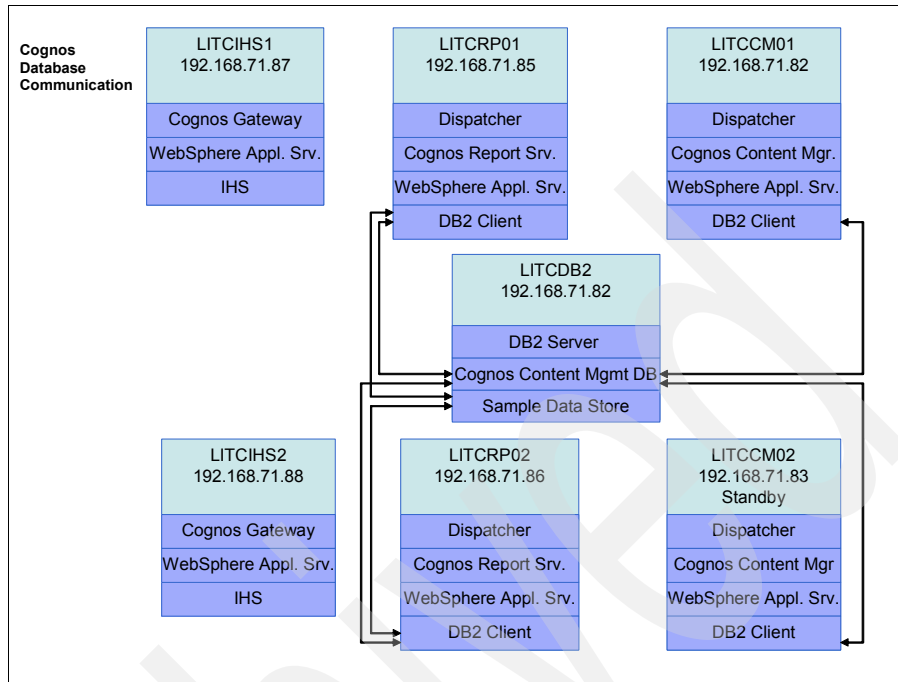 Cognos
Database
Communication
LITCIHS1
192.168.71.87
Cognos Gateway
WebSphere Appl. Srv.
IHS
LITCRP01
192.168.71.85
Dispatcher
Cognos Report Srv.
WebSphere Appl. Srv.
DB2 Client
LITCCM01
192.168.71.82
Dispatcher
Cognos Content Mgr.
WebSphere Appl. Srv.
DB2 Client
LITCDB2
192.168.71.82
DB2 Server
Cognos Content Mgmt DB
Sample Data Store
LITCIHS2
192.168.71.88
Cognos Gateway
WebSphere Appl. Srv.
IHS
LITCRP02
192.168.71.86
Dispatcher
Cognos Report Srv.
WebSphere Appl. Srv.
DB2 Client
LITCCM02
192.168.71.83
Standby
Dispatcher
Cognos Content Mgr
WebSphere Appl. Srv.
DB2 Client